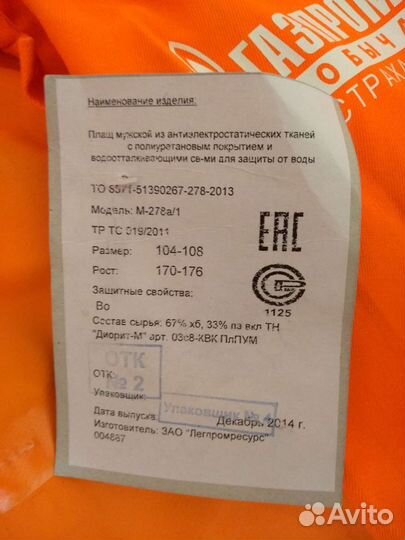 ГАЗПРОМ
ДОБЫЧА
АСТРАХАН
Наименование изделия:
Плащ мужской из антиэлектростатических тканей
с полиуретановым покрытием и
водоотталкивающими св-ми для защиты от воды
ТО 8571-51390267-278-2013
Модель: М-278а/1
ТР ТС 019/2011
Размер: 104-108
Рост: 170-176
Защитные свойства:
Во
ЕАС
1125
Состав сырья: 67% хб, 33% пэ вкл ТН
"Диорит-М" арт. 03с8-КВК ПлПУМ
ОТК
№ 2
ОТК:
Упаковщик:
Упаковщик № 4
Дата выпуска: Декабрь 2014 г.
Изготовитель: ЗАО "Легпромресурс"
004887
Avito